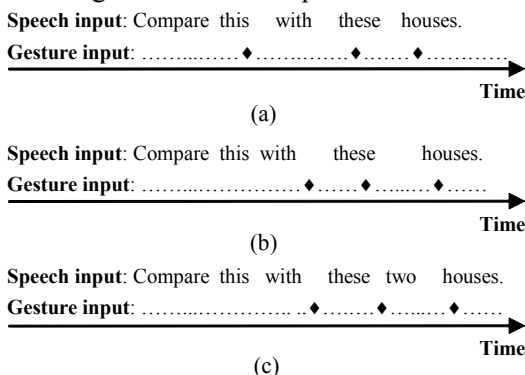 Speech input: Compare this with these houses.
Gesture input: ……...……♦…………….♦…….♦…………
Time
(a)
Speech input: Compare this with these houses.
Gesture input: ……...………………♦…….♦…...…♦……
Time
(b)
Speech input: Compare this with these two houses.
Gesture input: ……...…………….. ..♦…….…♦…...…♦……
Time
(c)